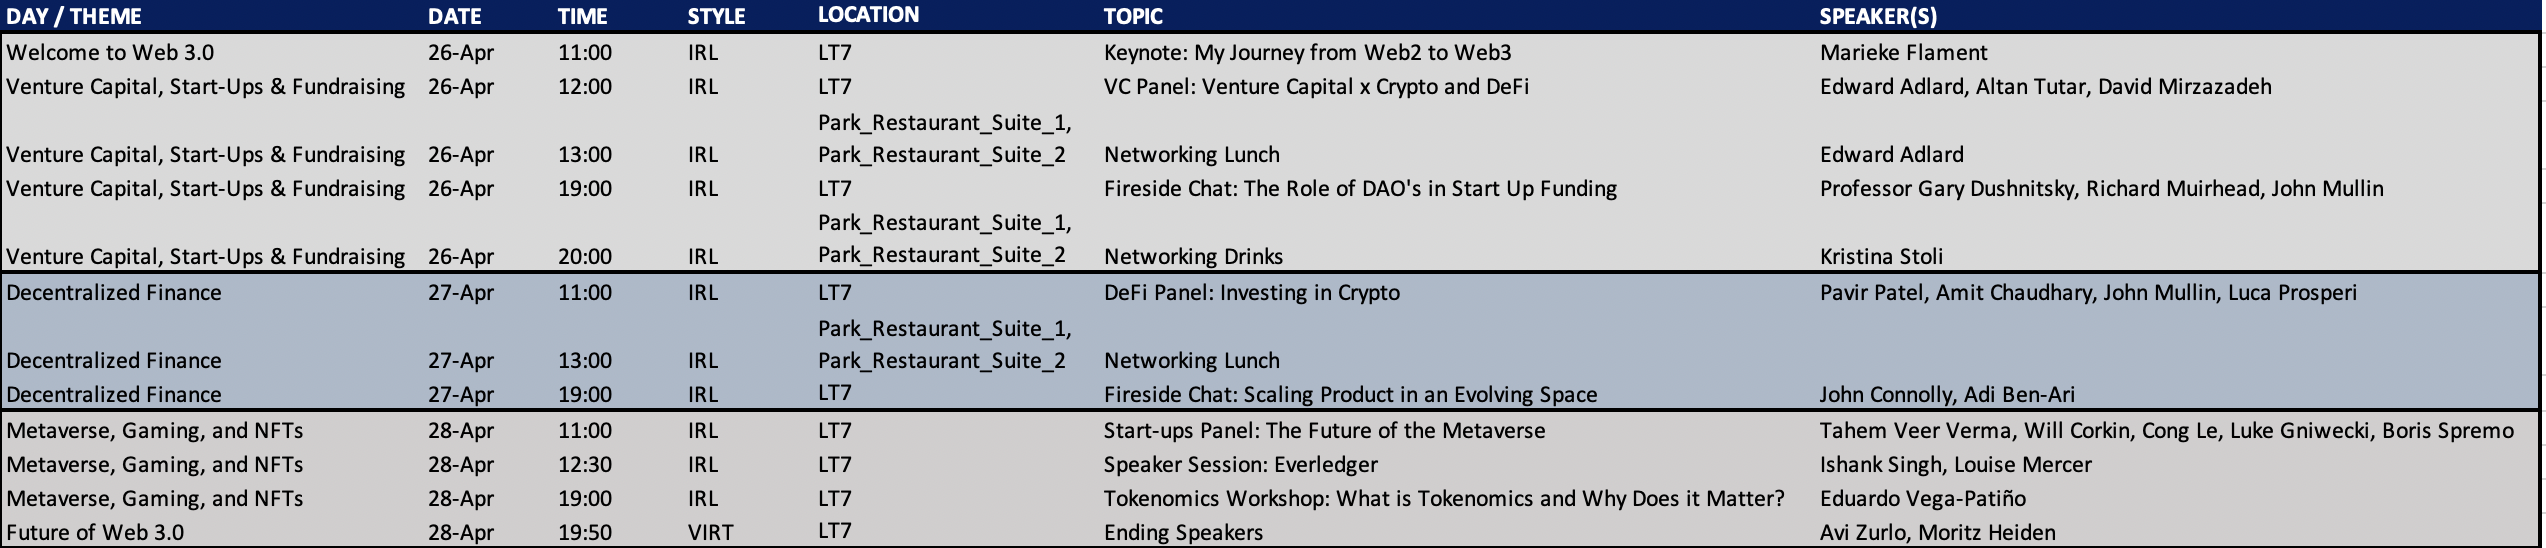 DAY / THEME DATE TIME STYLE LOCATION TOPIC SPEAKER(S)
Welcome to Web 3.0 26-Apr 11:00 IRL LT7 Keynote: My Journey from Web2 to Web3 Marieke Flament
Venture Capital, Start-Ups & Fundraising 26-Apr 12:00 IRL LT7 VC Panel: Venture Capital x Crypto and DeFi Edward Adlard, Altan Tutar, David Mirzazadeh
Park_Restaurant_Suite_1,
Venture Capital, Start-Ups & Fundraising 26-Apr 13:00 IRL Park_Restaurant_Suite_2 Networking Lunch Edward Adlard
Venture Capital, Start-Ups & Fundraising 26-Apr 19:00 IRL LT7 Fireside Chat: The Role of DAO's in Start Up Funding Professor Gary Dushnitsky, Richard Muirhead, John Mullin
Park_Restaurant_Suite_1,
Venture Capital, Start-Ups & Fundraising 26-Apr 20:00 IRL Park_Restaurant_Suite_2 Networking Drinks Kristina Stoli
Decentralized Finance 27-Apr 11:00 IRL LT7 DeFi Panel: Investing in Crypto Pavir Patel, Amit Chaudhary, John Mullin, Luca Prosperi
Park_Restaurant_Suite_1,
Decentralized Finance 27-Apr 13:00 IRL Park_Restaurant_Suite_2 Networking Lunch
Decentralized Finance 27-Apr 19:00 IRL LT7 Fireside Chat: Scaling Product in an Evolving Space John Connolly, Adi Ben-Ari
Metaverse, Gaming, and NFTs 28-Apr 11:00 IRL LT7 Start-ups Panel: The Future of the Metaverse Tahem Veer Verma, Will Corkin, Cong Le, Luke Gniwecki, Boris Spremo
Metaverse, Gaming, and NFTs 28-Apr 12:30 IRL LT7 Speaker Session: Everledger Ishank Singh, Louise Mercer
Metaverse, Gaming, and NFTs 28-Apr 19:00 IRL LT7 Tokenomics Workshop: What is Tokenomics and Why Does it Matter? Eduardo Vega-Patiño
Future of Web 3.0 28-Apr 19:50 VIRT LT7 Ending Speakers Avi Zurlo, Moritz Heiden